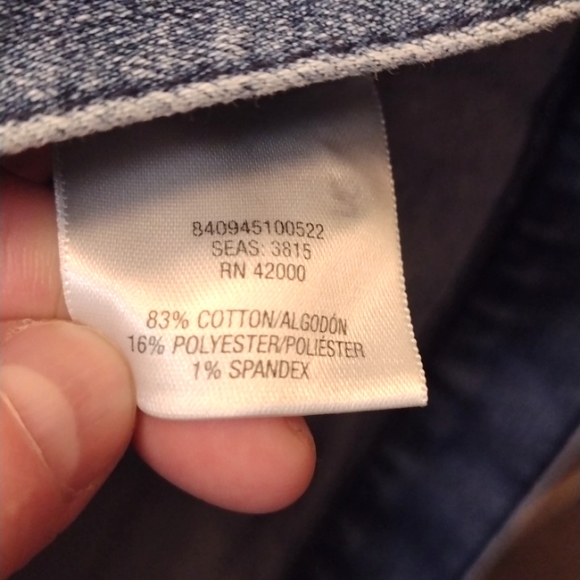 840945100522
SEAS: 3815
RN 42000
83% COTTON/ALGODÓN
16% POLYESTER/POLIÉSTER
1% SPANDEX